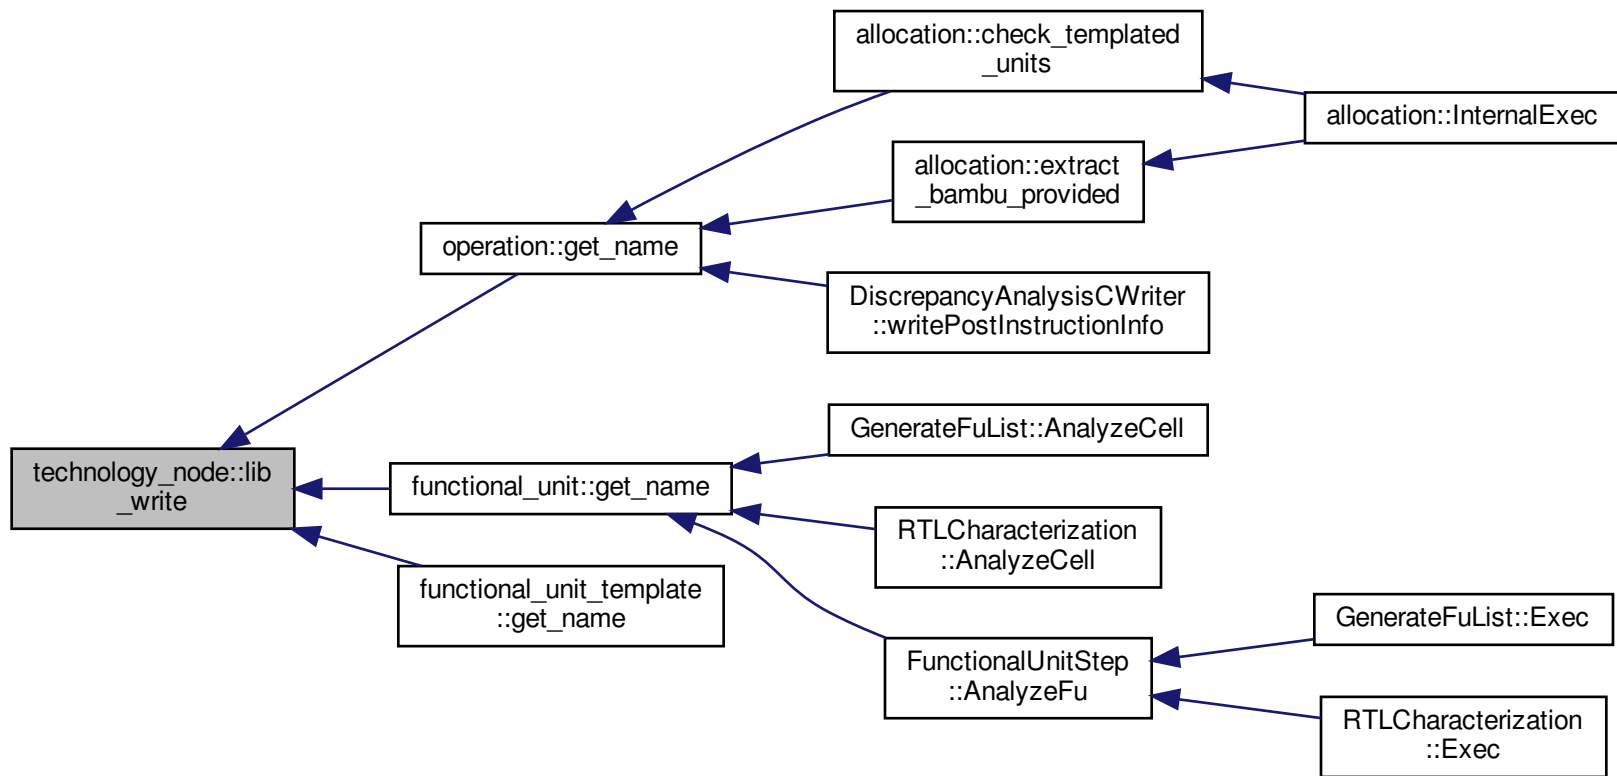 allocation::check_templated
_units
allocation::InternalExec
allocation::extract
_bambu_provided
operation::get_name
DiscrepancyAnalysisCWriter
::writePostInstructionInfo
GenerateFuList::AnalyzeCell
technology_node::lib
_write
functional_unit::get_name
RTLCharacterization
::AnalyzeCell
functional_unit_template
::get_name
GenerateFuList::Exec
FunctionalUnitStep
::AnalyzeFu
RTLCharacterization
::Exec